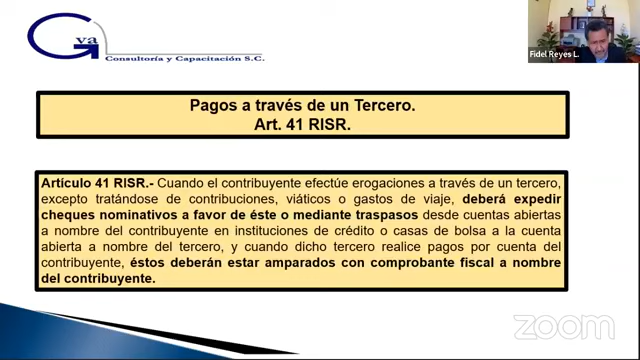 Gva
Consultoría y Capacitación S.C.
Fidel Reyes L.
Pagos a través de un Tercero.
Art. 41 RISR.
Artículo 41 RISR.- Cuando el contribuyente efectúe erogaciones a través de un tercero,
excepto tratándose de contribuciones, viáticos o gastos de viaje, deberá expedir
cheques nominativos a favor de éste o mediante traspasos desde cuentas abiertas
a nombre del contribuyente en instituciones de crédito o casas de bolsa a la cuenta
abierta a nombre del tercero, y cuando dicho tercero realice pagos por cuenta del
contribuyente, éstos deberán estar amparados con comprobante fiscal a nombre
del contribuyente.
zoom